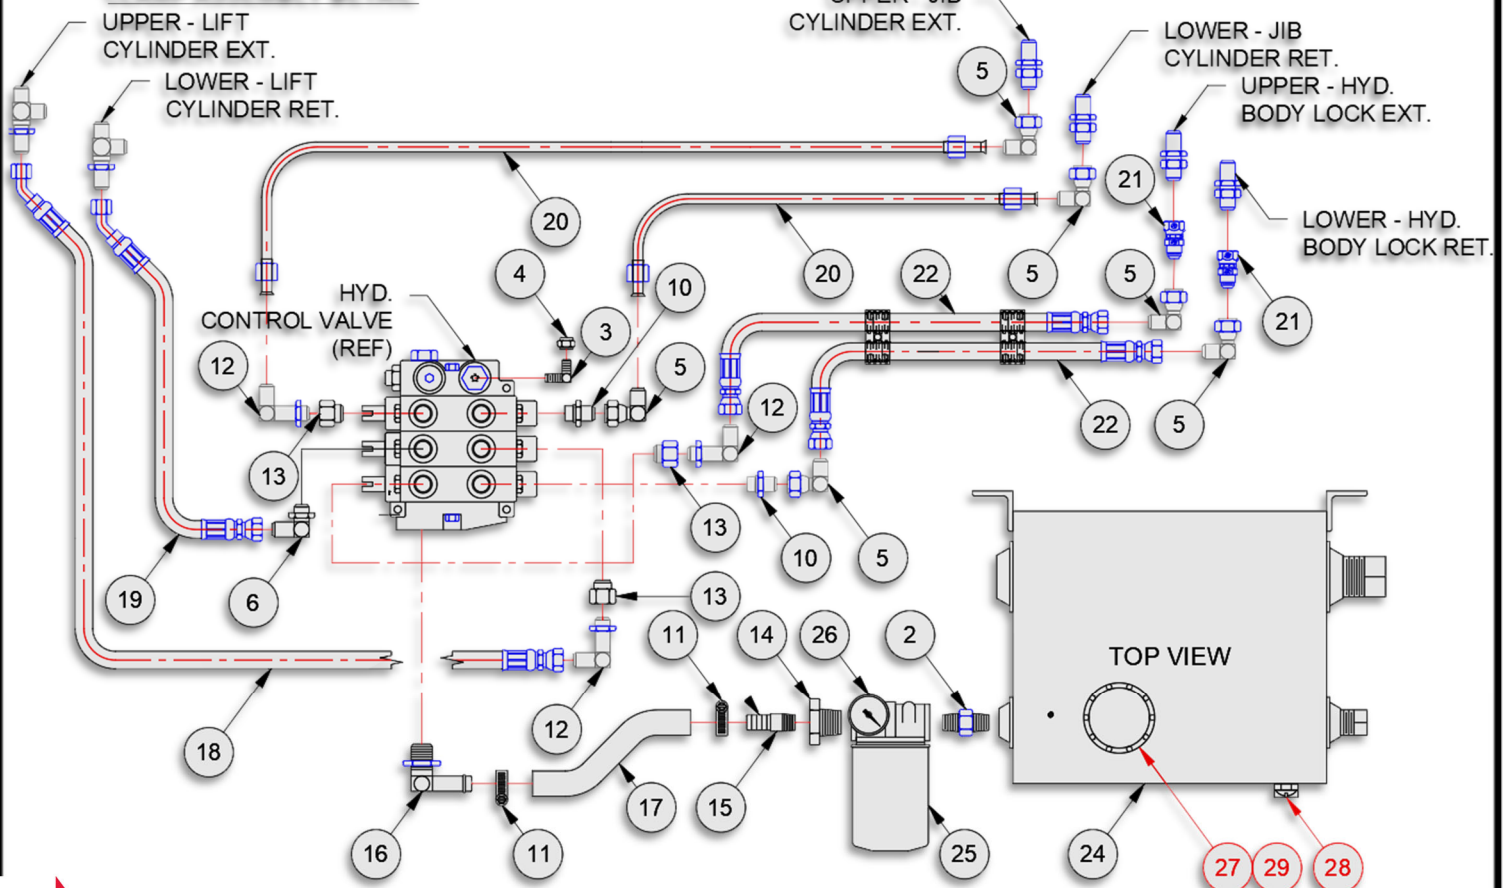 UPPER - LIFT
CYLINDER EXT.
LOWER - LIFT
CYLINDER RET.
UPPER - JIB
CYLINDER EXT.
LOWER - JIB
CYLINDER RET.
UPPER - HYD.
BODY LOCK EXT.
LOWER - HYD.
BODY LOCK RET.
HYD.
CONTROL VALVE
(REF)
5
20
21
4
10
20
22
5
5
3
21
12
5
12
22
5
13
13
10
5
19
6
13
11
14
26
2
TOP VIEW
18
12
17
15
16
11
25
24
27
29
28